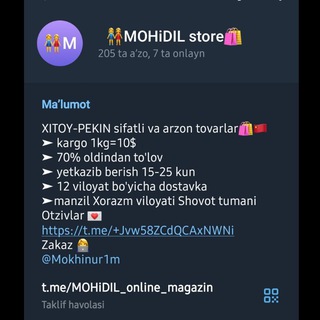 M
👭MOHiDIL store🛍️
205 ta a'zo, 7 ta onlayn
Ma'lumot
XITOY-PEKIN sifatli va arzon tovarlar🛍️🇨🇳
➤ kargo 1kg=10$
➤ 70% oldindan to'lov
➤ yetkazib berish 15-25 kun
➤ 12 viloyat bo'yicha dostavka
➤manzil Xorazm viloyati Shovot tumani
Otzivlar 💌
https://t.me/+Jvw58ZCdQCAxNWNi
Zakaz 👩‍💻
@Mokhinur1m
t.me/MOHiDIL_online_magazin
Taklif havolasi